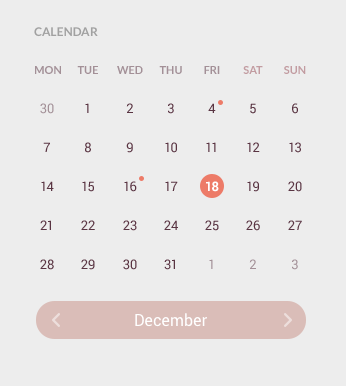 CALENDAR
MON TUE WED THU FRI SAT SUN
30 1 2 3 4 5 6
7 8 9 10 11 12 13
14 15 16 17 18 19 20
21 22 23 24 25 26 27
28 29 30 31 1 2 3
December